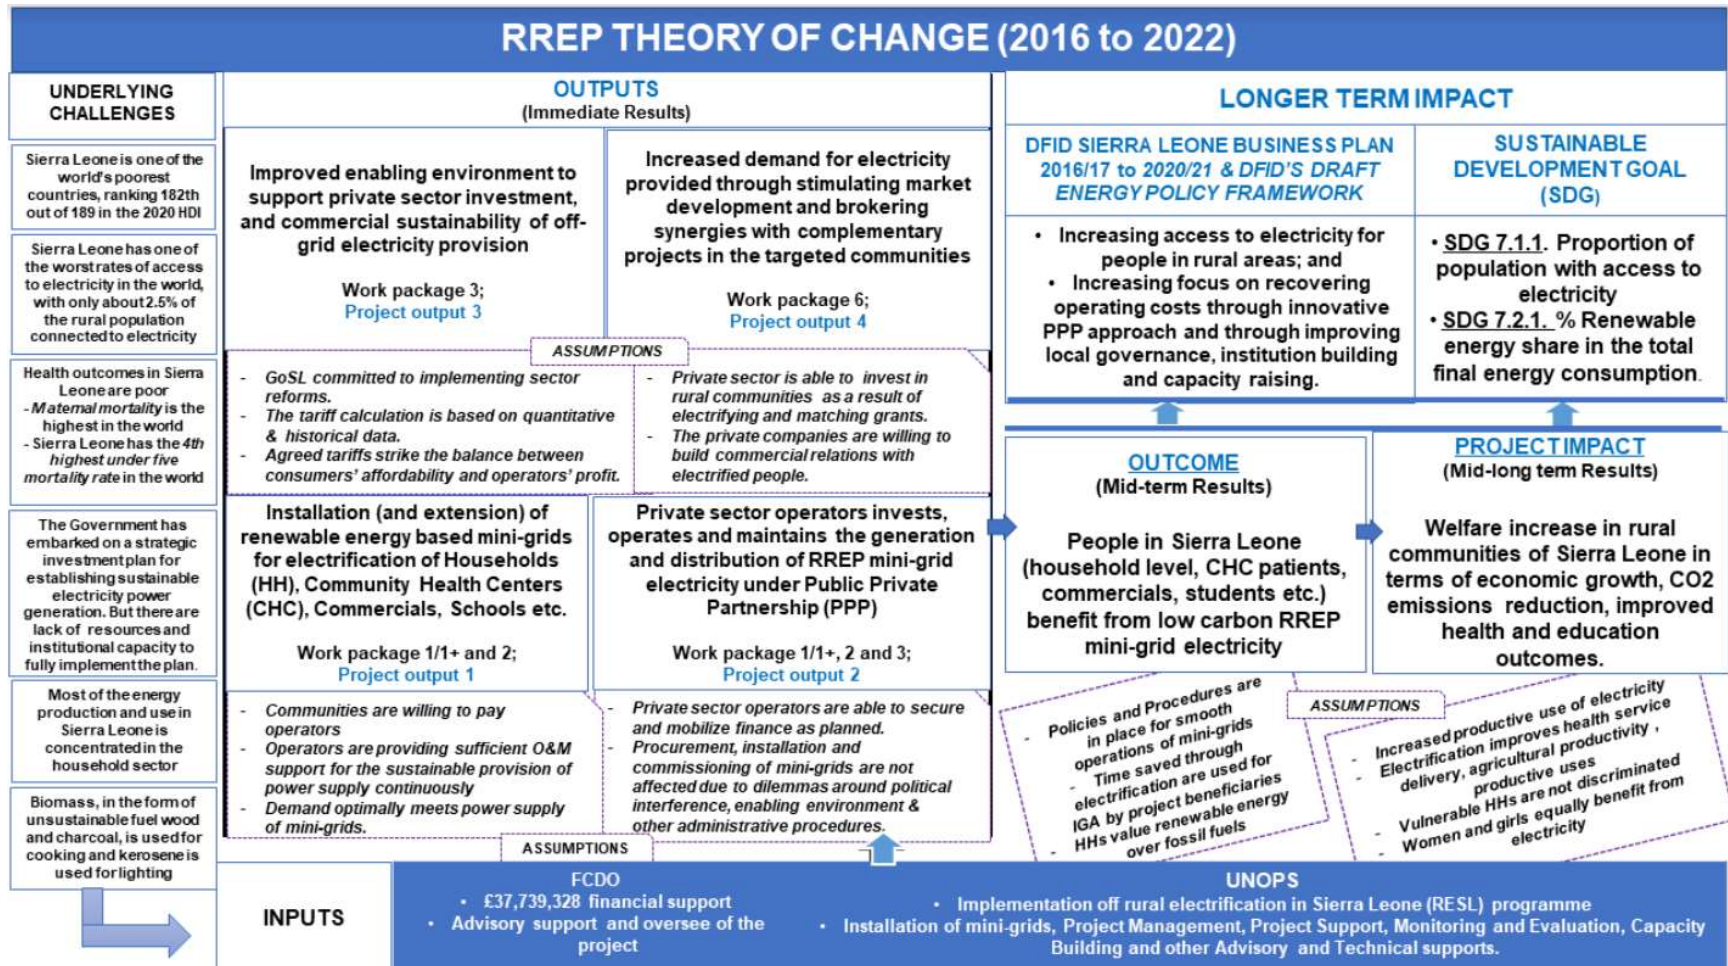 RREP THEORY OF CHANGE (2016 to 2022)
UNDERLYING
CHALLENGES
Sierra Leone is one of the
world's poorest
countries, ranking 182th
out of 189 in the 2020 HDI
Sierra Leone has one of
the worst rates of access
to electricity in the world,
with only about 2.5% of
the rural population
connected to electricity
Health outcomes in Sierra
Leone are poor
- Maternal mortality is the
highest in the world
- Sierra Leone has the 4th
highest under five
mortality rate in the world
The Government has
embarked on a strategic
investment plan for
establishing sustainable
electricity power
generation. But there are
lack of resources and
institutional capacity to
fully implement the plan.
Most of the energy
production and use in
Sierra Leone is
concentrated in the
household sector
Biomass, in the form of
unsustainable fuel wood
and charcoal, is used for
cooking and kerosene is
used for lighting
OUTPUTS
(Immediate Results)
Improved enabling environment to
support private sector investment,
and commercial sustainability of off-
grid electricity provision
Work package 3;
Project output 3
Increased demand for electricity
provided through stimulating market
development and brokering
synergies with complementary
projects in the targeted communities
Work package 6;
Project output 4
ASSUMPTIONS
- GoSL committed to implementing sector
reforms.
- The tariff calculation is based on quantitative
& historical data.
- Agreed tariffs strike the balance between
consumers' affordability and operators' profit.
- Private sector is able to invest in
rural communities as a result of
electrifying and matching grants.
- The private companies are willing to
build commercial relations with
electrified people.
Installation (and extension) of
renewable energy based mini-grids
for electrification of Households
(HH), Community Health Centers
(CHC), Commercials, Schools etc.
Work package 1/1+ and 2;
Project output 1
Private sector operators invests,
operates and maintains the generation
and distribution of RREP mini-grid
electricity under Public Private
Partnership (PPP)
Work package 1/1+, 2 and 3;
Project output 2
- Communities are willing to pay
operators
- Operators are providing sufficient O&M
support for the sustainable provision of
power supply continuously
- Demand optimally meets power supply
of mini-grids.
- Private sector operators are able to secure
and mobilize finance as planned.
- Procurement, installation and
commissioning of mini-grids are not
affected due to dilemmas around political
interference, enabling environment &
other administrative procedures.
ASSUMPTIONS
LONGER TERM IMPACT
DFID SIERRA LEONE BUSINESS PLAN
2016/17 to 2020/21 & DFID'S DRAFT
ENERGY POLICY FRAMEWORK
• Increasing access to electricity for
people in rural areas; and
• Increasing focus on recovering
operating costs through innovative
PPP approach and through improving
local governance, institution building
and capacity raising.
SUSTAINABLE
DEVELOPMENT GOAL
(SDG)
• SDG 7.1.1. Proportion of
population with access to
electricity
• SDG 7.2.1. % Renewable
energy share in the total
final energy consumption.
OUTCOME
(Mid-term Results)
People in Sierra Leone
(household level, CHC patients,
commercials, students etc.)
benefit from low carbon RREP
mini-grid electricity
PROJECT IMPACT
(Mid-long term Results)
Welfare increase in rural
communities of Sierra Leone in
terms of economic growth, CO2
emissions reduction, improved
health and education
outcomes.
- Policies and Procedures are
in place for smooth
operations of mini-grids
- Time saved through
electrification are used for
IGA by project beneficiaries
- HHs value renewable energy
over fossil fuels
ASSUMPTIONS
- Increased productive use of electricity
- Electrification improves health service
delivery, agricultural productivity ,
productive uses
- Vulnerable HHs are not discriminated
- Women and girls equally benefit from
electricity
INPUTS
FCDO
• £37,739,328 financial support
• Advisory support and oversee of the
project
UNOPS
• Implementation off rural electrification in Sierra Leone (RESL) programme
• Installation of mini-grids, Project Management, Project Support, Monitoring and Evaluation, Capacity
Building and other Advisory and Technical supports.